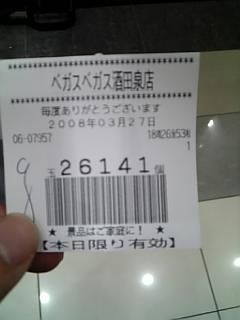 ベガスベガス酒田泉店
毎度ありがとうございます
2008年03月27日
06-07957 18時26分53秒
1
玉 26141 個
★ 景品はご家庭に! ★
【本日限り有効】